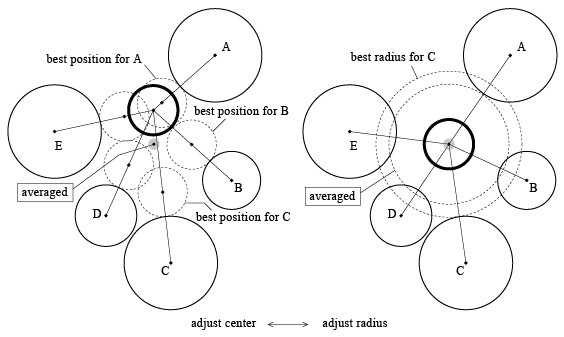 A
best position for A
best position for B
E
averaged
B
D
best position for C
C
A
best radius for C
E
B
averaged
D
C
adjust center
adjust radius